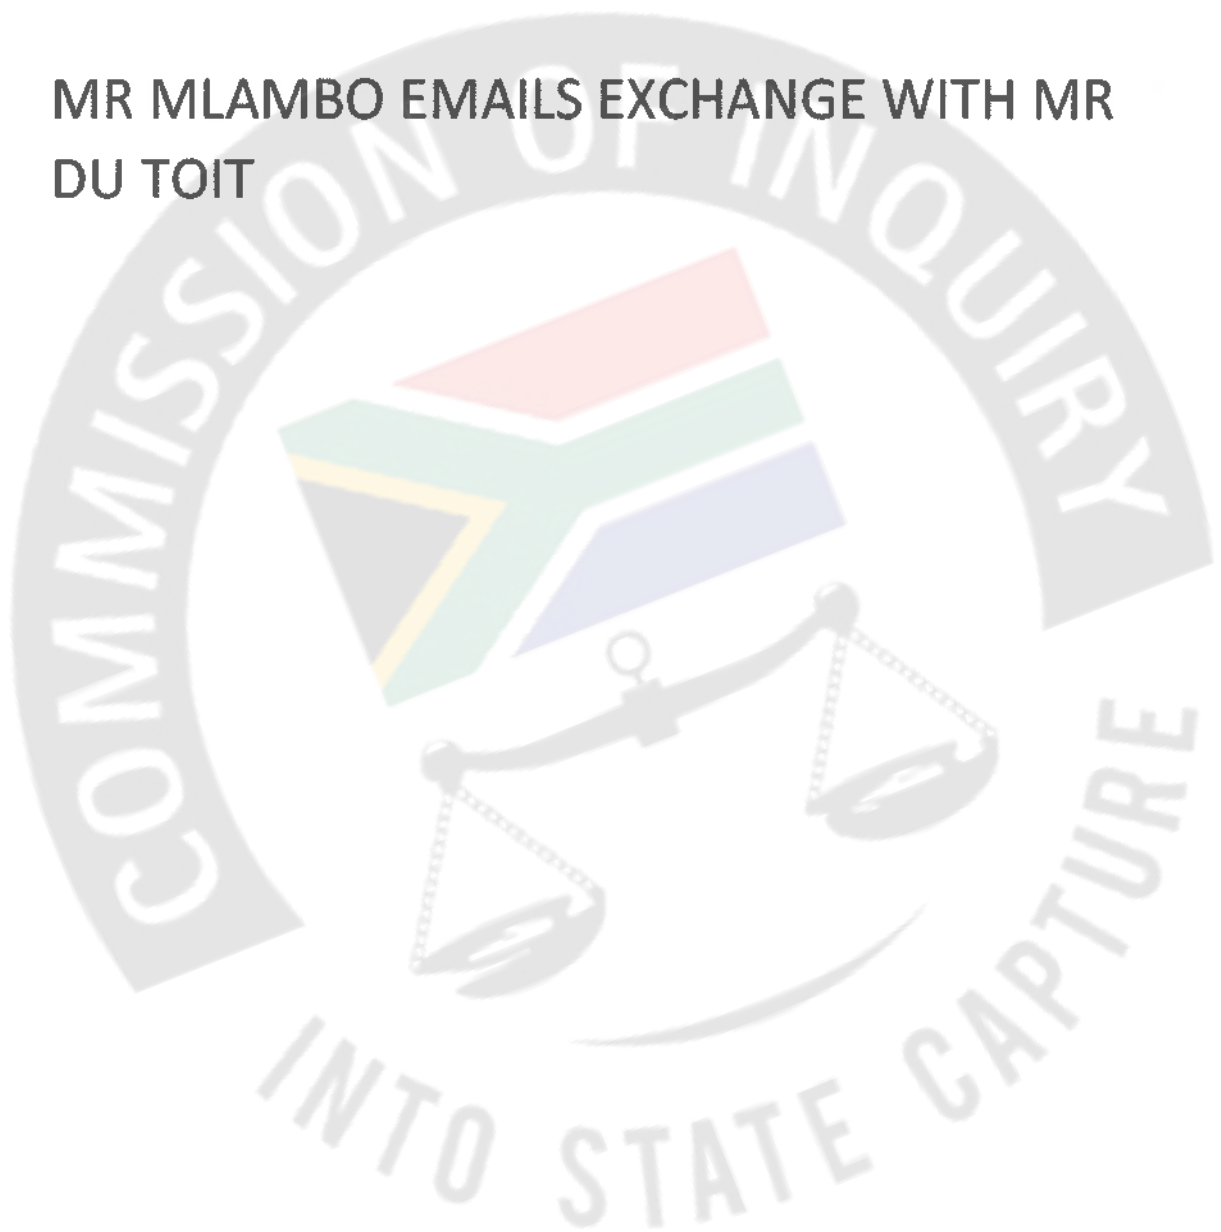 MR MLAMBO EMAILS EXCHANGE WITH MR
DU TOIT
COMMISSION OF INQUIRY
INTO STATE CAPTURE